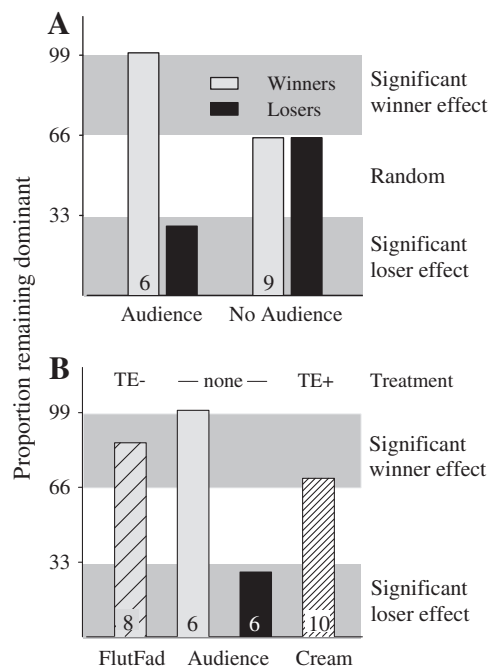 A
99
66
33
Winners
Losers
Significant
winner effect
Random
Significant
loser effect
6
9
Audience
No Audience
Proportion remaining dominant
B
TE-
— none —
TE+
Treatment
99
66
33
Significant
winner effect
Significant
loser effect
8
6
6
10
FlutFad
Audience
Cream